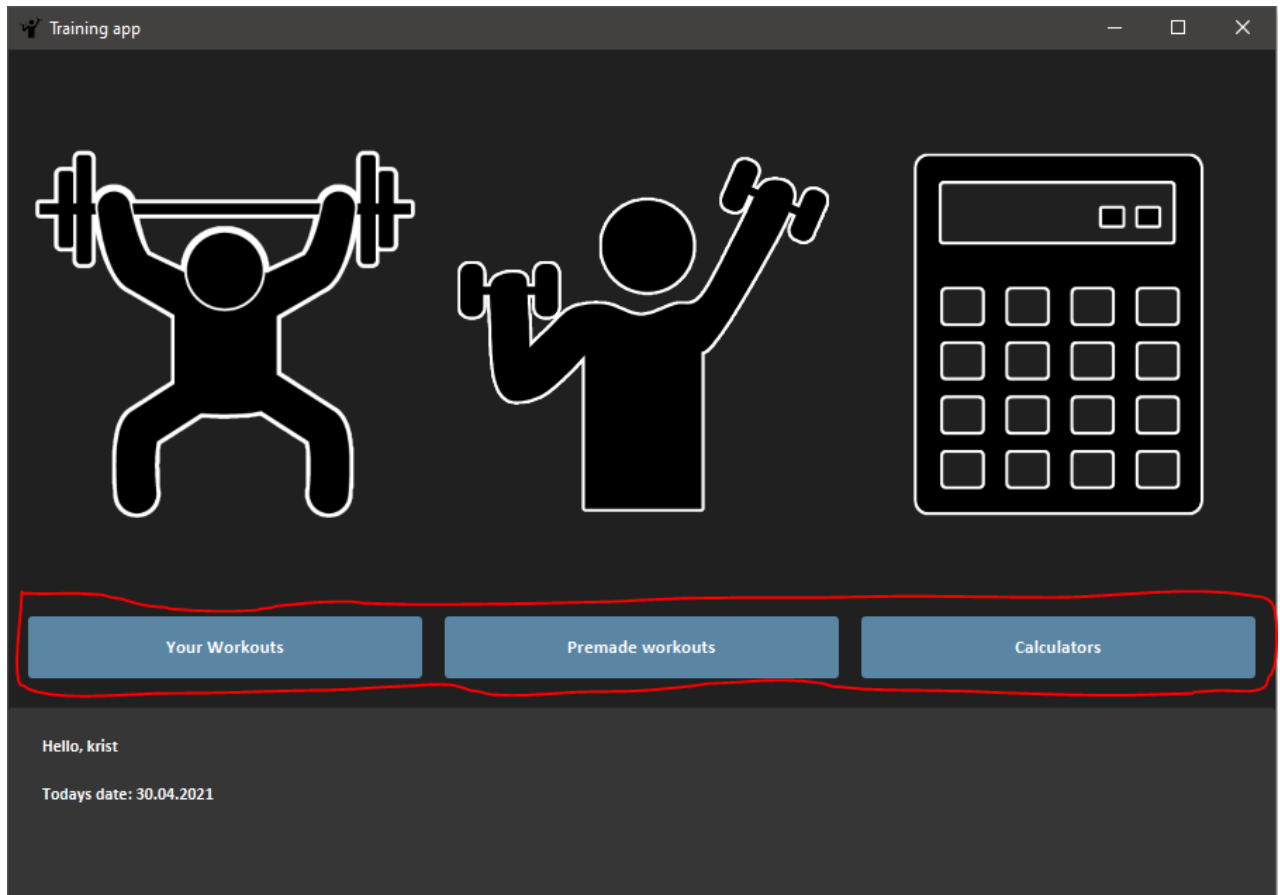 Training app
Your Workouts
Premade workouts
Calculators
Hello, krist
Todays date: 30.04.2021